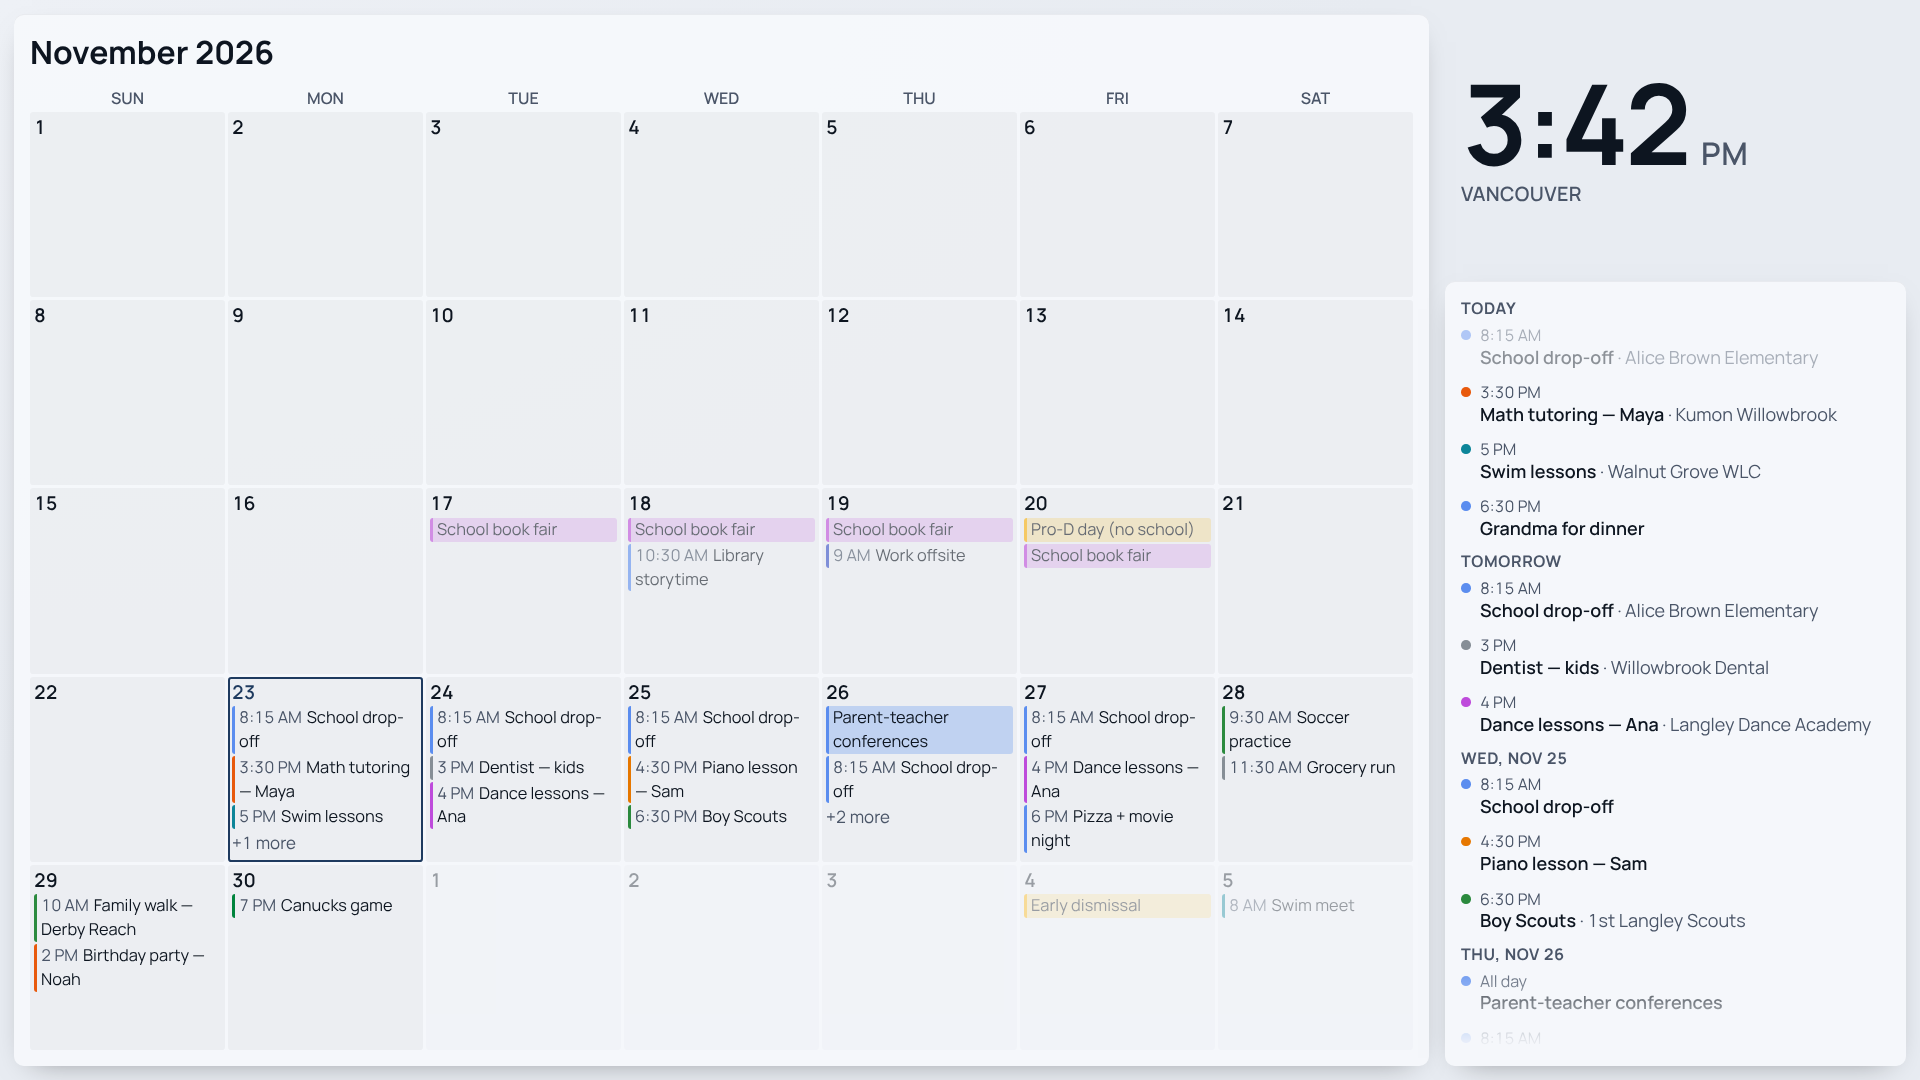 November 2026
SUN MON TUE WED THU FRI SAT
1 2 3 4 5 6 7
8 9 10 11 12 13 14
15 16 17 18 19 20 21
School book fair
School book fair
10:30 AM Library
storytime
School book fair
9 AM Work offsite
Pro-D day (no school)
School book fair
22 23 24 25 26 27 28
8:15 AM School drop-
off
3:30 PM Math tutoring
— Maya
5 PM Swim lessons
+1 more
8:15 AM School drop-
off
3 PM Dentist — kids
4 PM Dance lessons —
Ana
8:15 AM School drop-
off
4:30 PM Piano lesson
— Sam
6:30 PM Boy Scouts
Parent-teacher
conferences
8:15 AM School drop-
off
+2 more
8:15 AM School drop-
off
4 PM Dance lessons —
Ana
6 PM Pizza + movie
night
9:30 AM Soccer
practice
11:30 AM Grocery run
29 30 1 2 3 4 5
10 AM Family walk —
Derby Reach
2 PM Birthday party —
Noah
7 PM Canucks game
Early dismissal
8 AM Swim meet
3:42 PM
VANCOUVER
TODAY
8:15 AM
School drop-off · Alice Brown Elementary
3:30 PM
Math tutoring — Maya · Kumon Willowbrook
5 PM
Swim lessons · Walnut Grove WLC
6:30 PM
Grandma for dinner
TOMORROW
8:15 AM
School drop-off · Alice Brown Elementary
3 PM
Dentist — kids · Willowbrook Dental
4 PM
Dance lessons — Ana · Langley Dance Academy
WED, NOV 25
8:15 AM
School drop-off
4:30 PM
Piano lesson — Sam
6:30 PM
Boy Scouts · 1st Langley Scouts
THU, NOV 26
All day
Parent-teacher conferences
8:15 AM